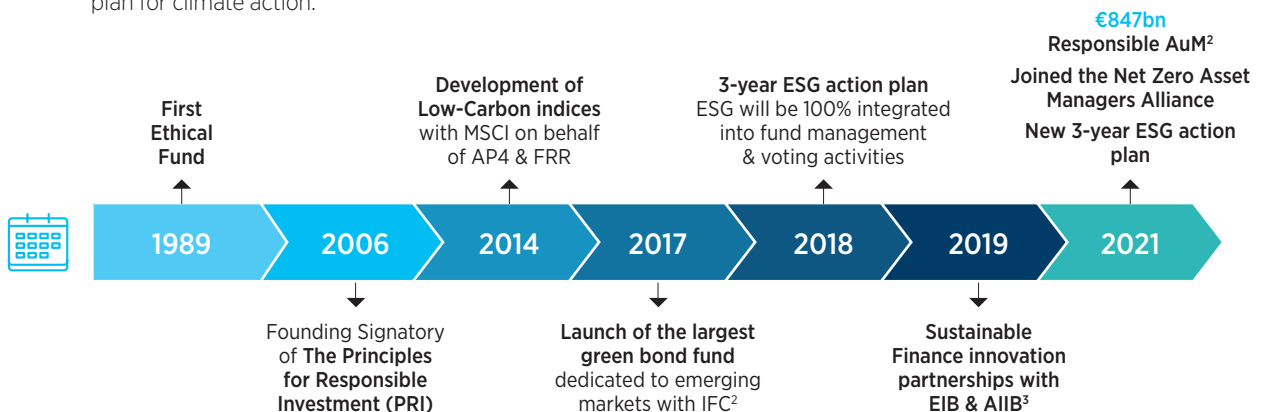 plan for climate action.
First
Ethical
Fund
Development of
Low-Carbon indices
with MSCI on behalf
of AP4 & FRR
3-year ESG action plan
ESG will be 100% integrated
into fund management
& voting activities
€847bn
Responsible AuM²
Joined the Net Zero Asset
Managers Alliance
New 3-year ESG action
plan
1989
2006
2014
2017
2018
2019
2021
Founding Signatory
of The Principles
for Responsible
Investment (PRI)
Launch of the largest
green bond fund
dedicated to emerging
markets with IFC²
Sustainable
Finance innovation
partnerships with
EIB & AIIB³